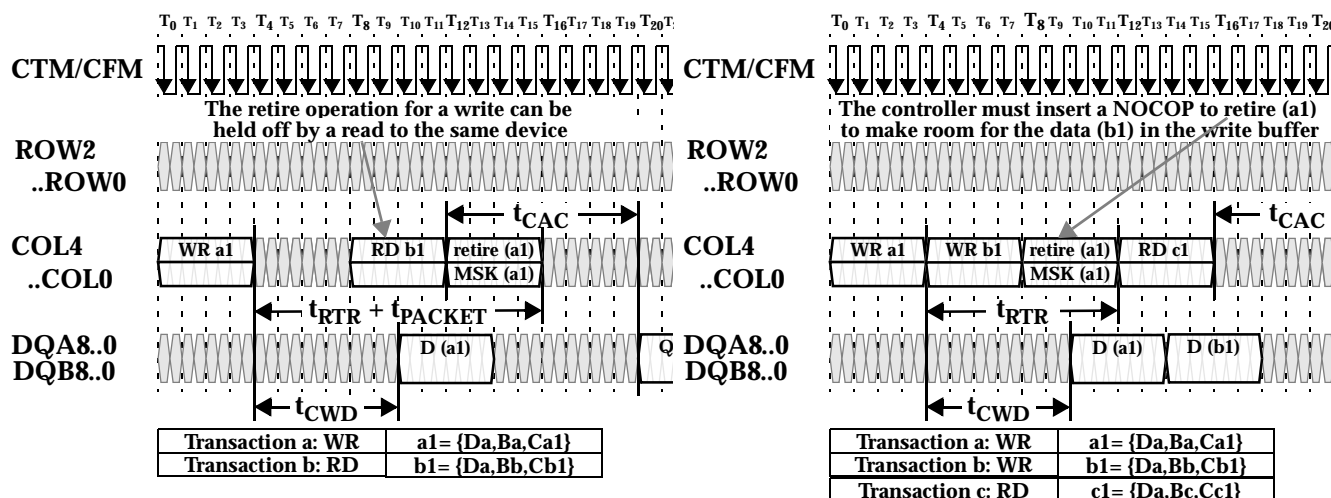 T0 T1 T2 T3 T4 T5 T6 T7 T8 T9 T10 T11 T12 T13 T14 T15 T16 T17 T18 T19 T20
CTM/CFM
The retire operation for a write can be
held off by a read to the same device
ROW2
..ROW0
tCAC
COL4
..COL0
WR a1
RD b1
retire (a1)
MSK (a1)
tRTR + tPACKET
DQA8..0
DQB8..0
D (a1)
Q
tCWD
Transaction a: WR a1= {Da,Ba,Ca1}
Transaction b: RD b1= {Da,Bb,Cb1}
T0 T1 T2 T3 T4 T5 T6 T7 T8 T9 T10 T11 T12 T13 T14 T15 T16 T17 T18 T19 T20
CTM/CFM
The controller must insert a NOCOP to retire (a1)
to make room for the data (b1) in the write buffer
ROW2
..ROW0
tCAC
COL4
..COL0
WR a1
WR b1
retire (a1)
MSK (a1)
RD c1
tRTR
DQA8..0
DQB8..0
D (a1)
D (b1)
tCWD
Transaction a: WR a1= {Da,Ba,Ca1}
Transaction b: WR b1= {Da,Bb,Cb1}
Transaction c: RD c1= {Da,Bc,Cc1}